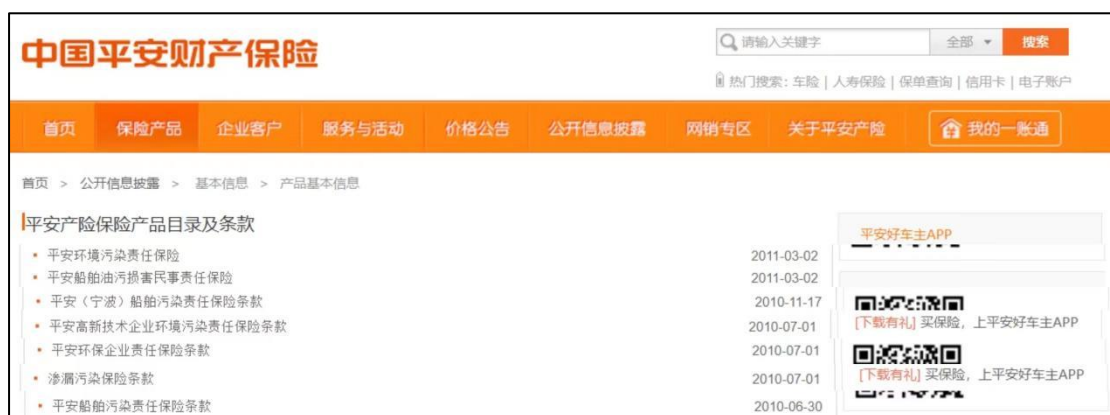 中国平安财产保险
请输入关键字 全部 搜索
热门搜索：车险 | 人寿保险 | 保单查询 | 信用卡 | 电子账户
首页 保险产品 企业客户 服务与活动 价格公告 公开信息披露 网销专区 关于平安产险 我的一账通
首页 > 公开信息披露 > 基本信息 > 产品基本信息
平安产险保险产品目录及条款
平安好车主APP
• 平安环境污染责任保险 2011-03-02
• 平安船舶油污损害民事责任保险 2011-03-02
• 平安（宁波）船舶污染责任保险条款 2010-11-17
• 平安高新技术企业环境污染责任保险条款 2010-07-01
[下载有礼] 买保险，上平安好车主APP
• 平安环保企业责任保险条款 2010-07-01
• 渗漏污染保险条款 2010-07-01
[下载有礼] 买保险，上平安好车主APP
• 平安船舶污染责任保险条款 2010-06-30